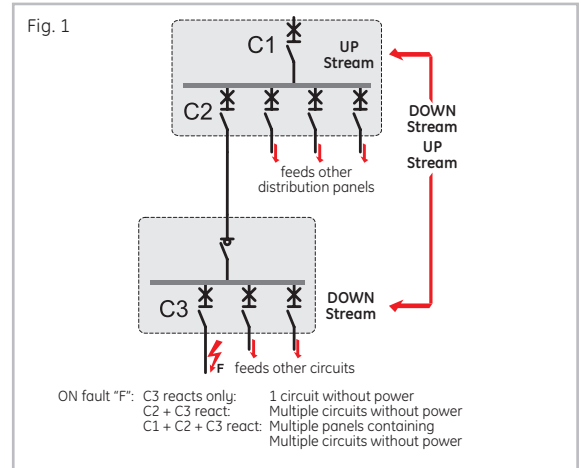 Fig. 1
C1
UP
Stream
C2
DOWN
Stream
UP
Stream
feeds other
distribution panels
C3
DOWN
Stream
F
feeds other circuits
ON fault "F": C3 reacts only: 1 circuit without power
C2 + C3 react: Multiple circuits without power
C1 + C2 + C3 react: Multiple panels containing
Multiple circuits without power